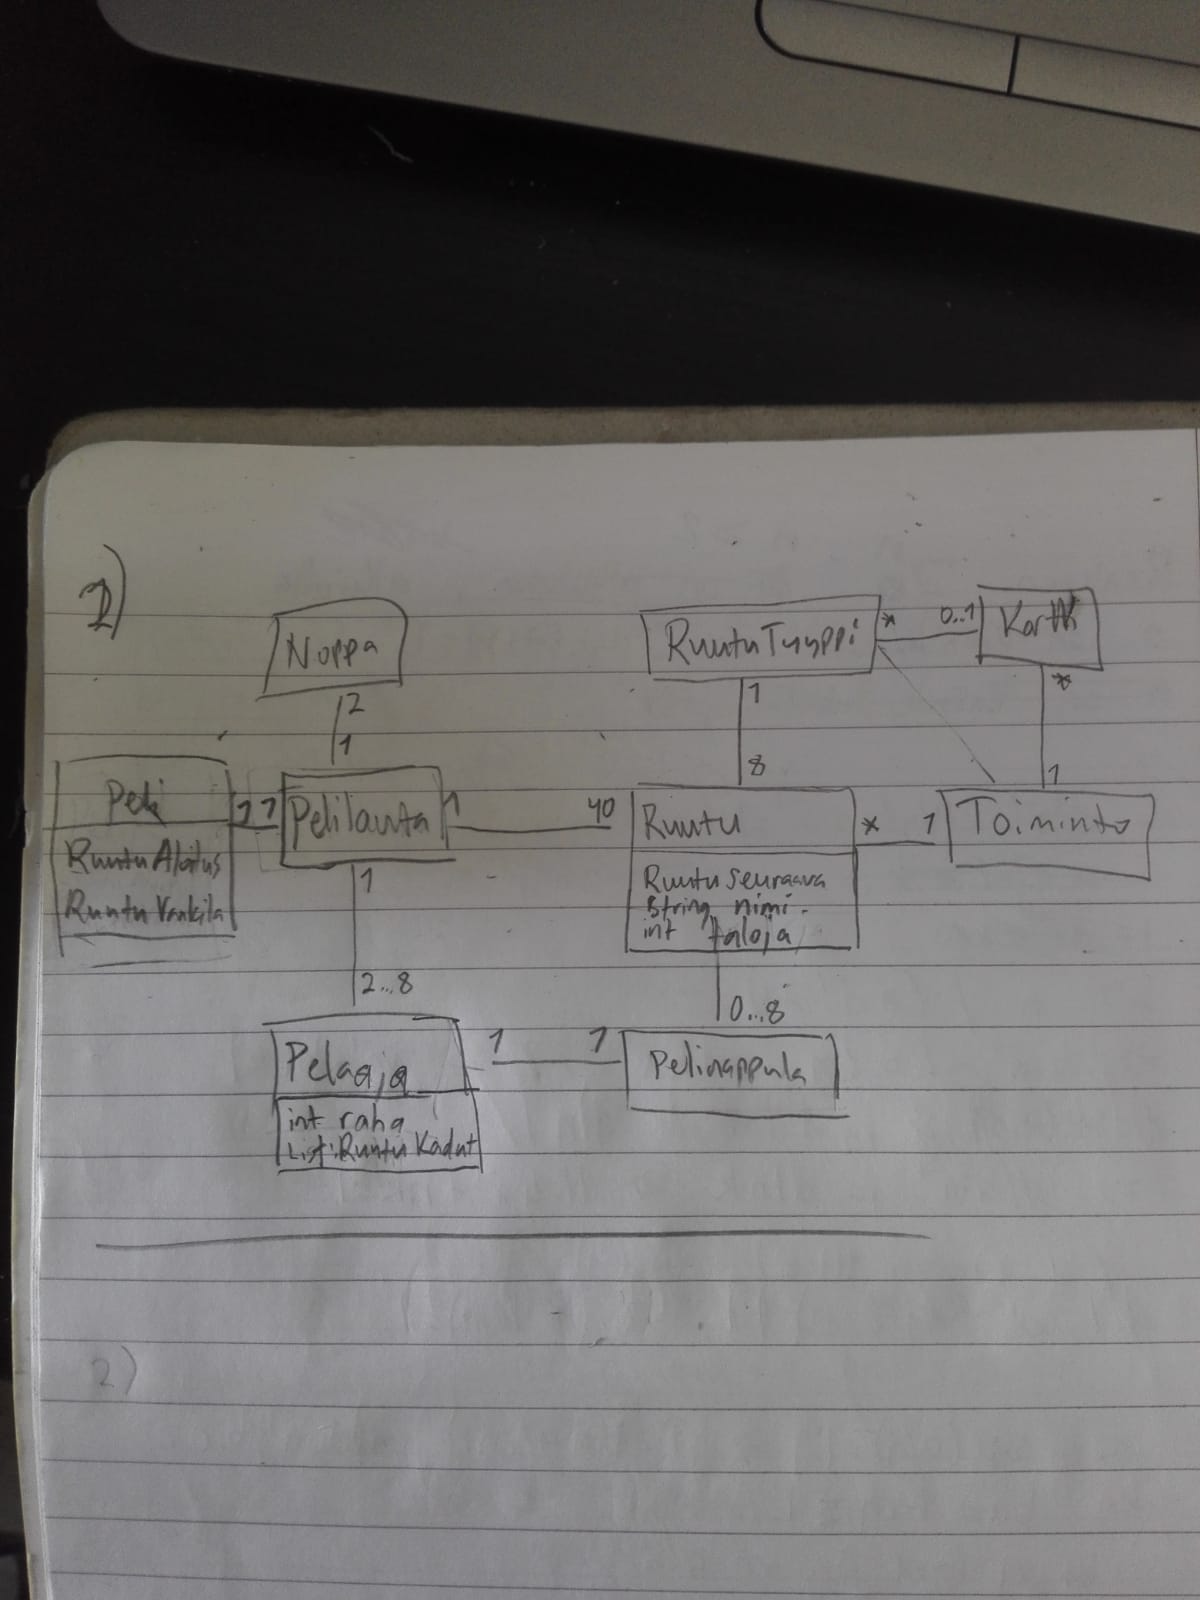 1)
Noppa
RuutuTyyppi
* 0..1
Kortti
2
1
1
8
*
1
Peli
Ruutu Aloitus
Ruutu Vankila
1 1
Pelilauta
1 40
Ruutu
Ruutu seuraava
String nimi
int taloja
* 1
Toiminto
1
2...8
0...8
Pelaaja
int raha
List:Ruutu Kadut
1 1
Pelinappula
2)